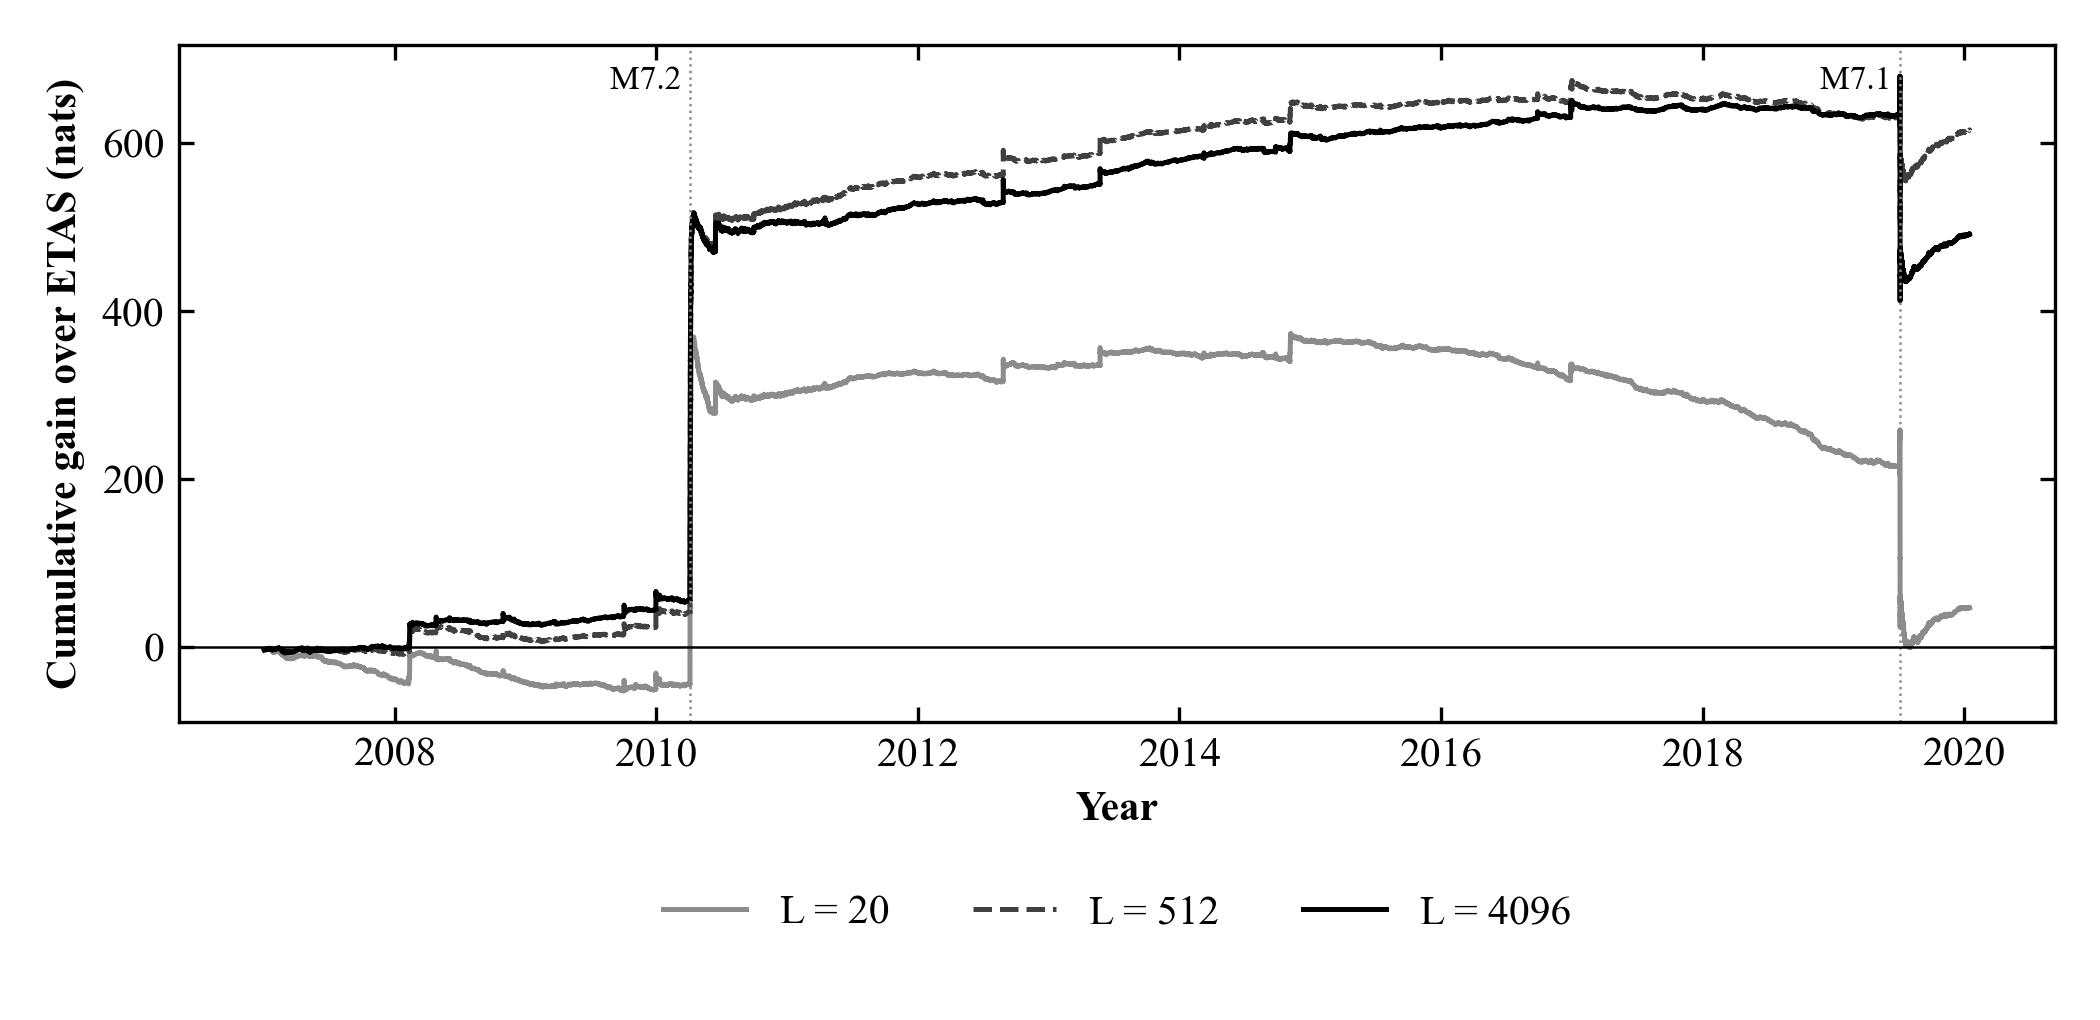 Cumulative gain over ETAS (nats)
600
400
200
0
M7.2
M7.1
2008
2010
2012
2014
2016
2018
2020
Year
L = 20
L = 512
L = 4096